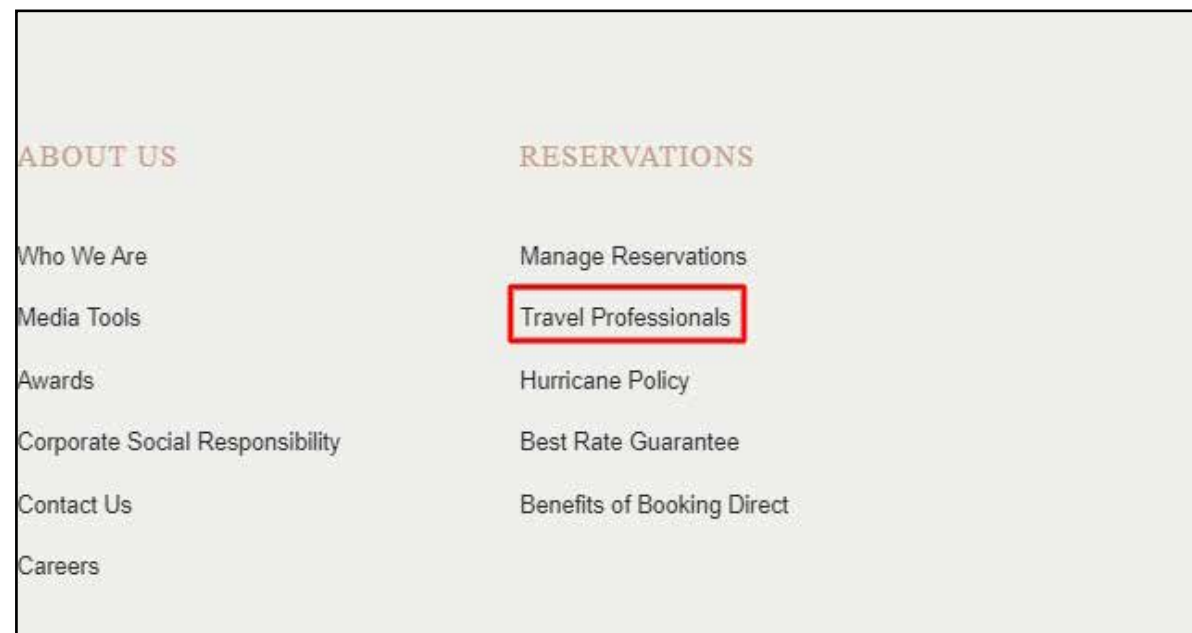 ABOUT US
Who We Are
Media Tools
Awards
Corporate Social Responsibility
Contact Us
Careers
RESERVATIONS
Manage Reservations
Travel Professionals
Hurricane Policy
Best Rate Guarantee
Benefits of Booking Direct